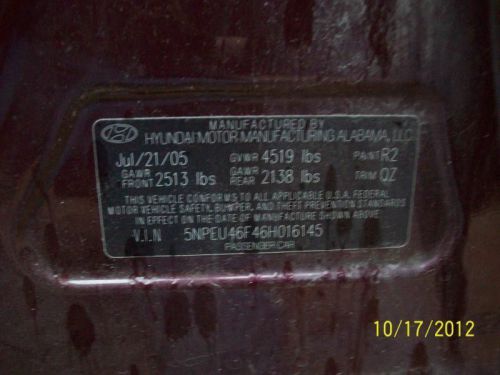 MANUFACTURED BY
HYUNDAI MOTOR MANUFACTURING ALABAMA, LLC
Jul/21/05 GVWR 4519 lbs PAINT R2
GAWR FRONT 2513 lbs GAWR REAR 2138 lbs TRIM QZ
THIS VEHICLE CONFORMS TO ALL APPLICABLE U.S.A. FEDERAL
MOTOR VEHICLE SAFETY, BUMPER, AND THEFT PREVENTION STANDARDS
IN EFFECT ON THE DATE OF MANUFACTURE SHOWN ABOVE.
V.I.N 5NPEU46F46H016145
PASSENGER CAR
10/17/2012